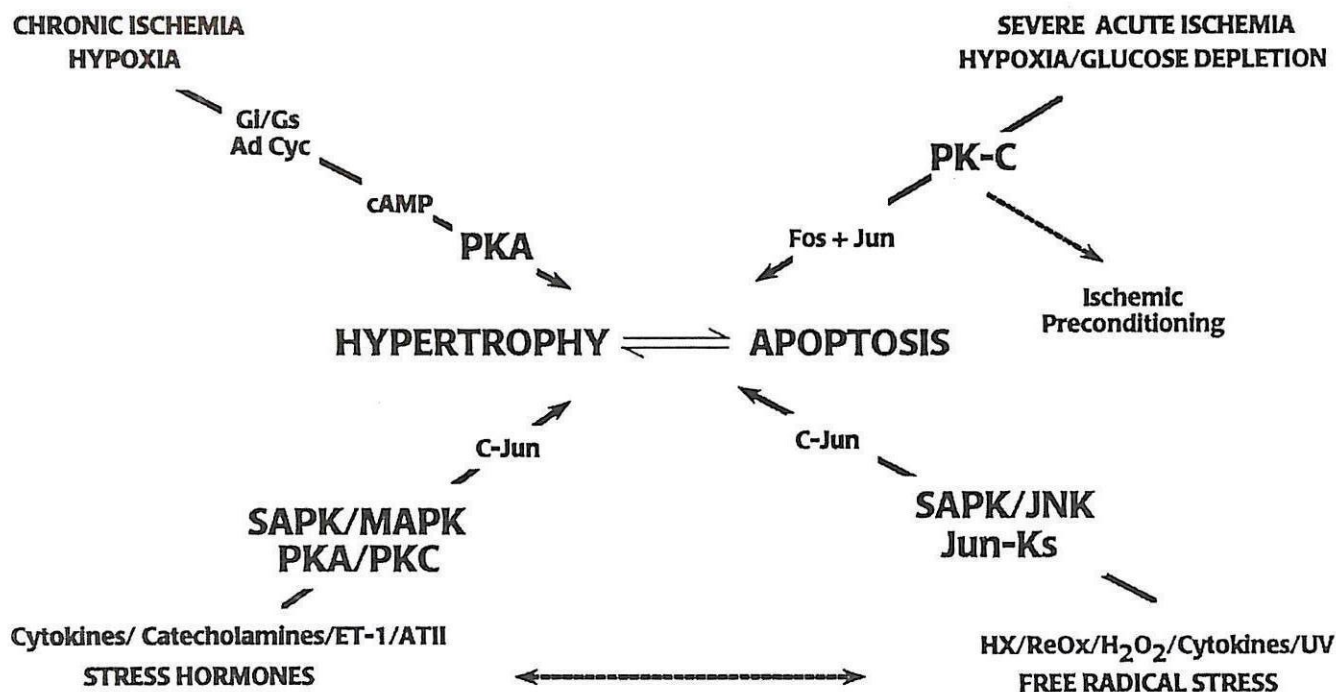 CHRONIC ISCHEMIA
HYPOXIA
Gi/Gs
Ad Cyc
cAMP
PKA
SEVERE ACUTE ISCHEMIA
HYPOXIA/GLUCOSE DEPLETION
PK-C
Fos + Jun
Ischemic
Preconditioning
HYPERTROPHY
APOPTOSIS
C-Jun
SAPK/MAPK
PKA/PKC
Cytokines/ Catecholamines/ET-1/ATII
STRESS HORMONES
C-Jun
SAPK/JNK
Jun-Ks
HX/ReOx/H₂O₂/Cytokines/UV
FREE RADICAL STRESS